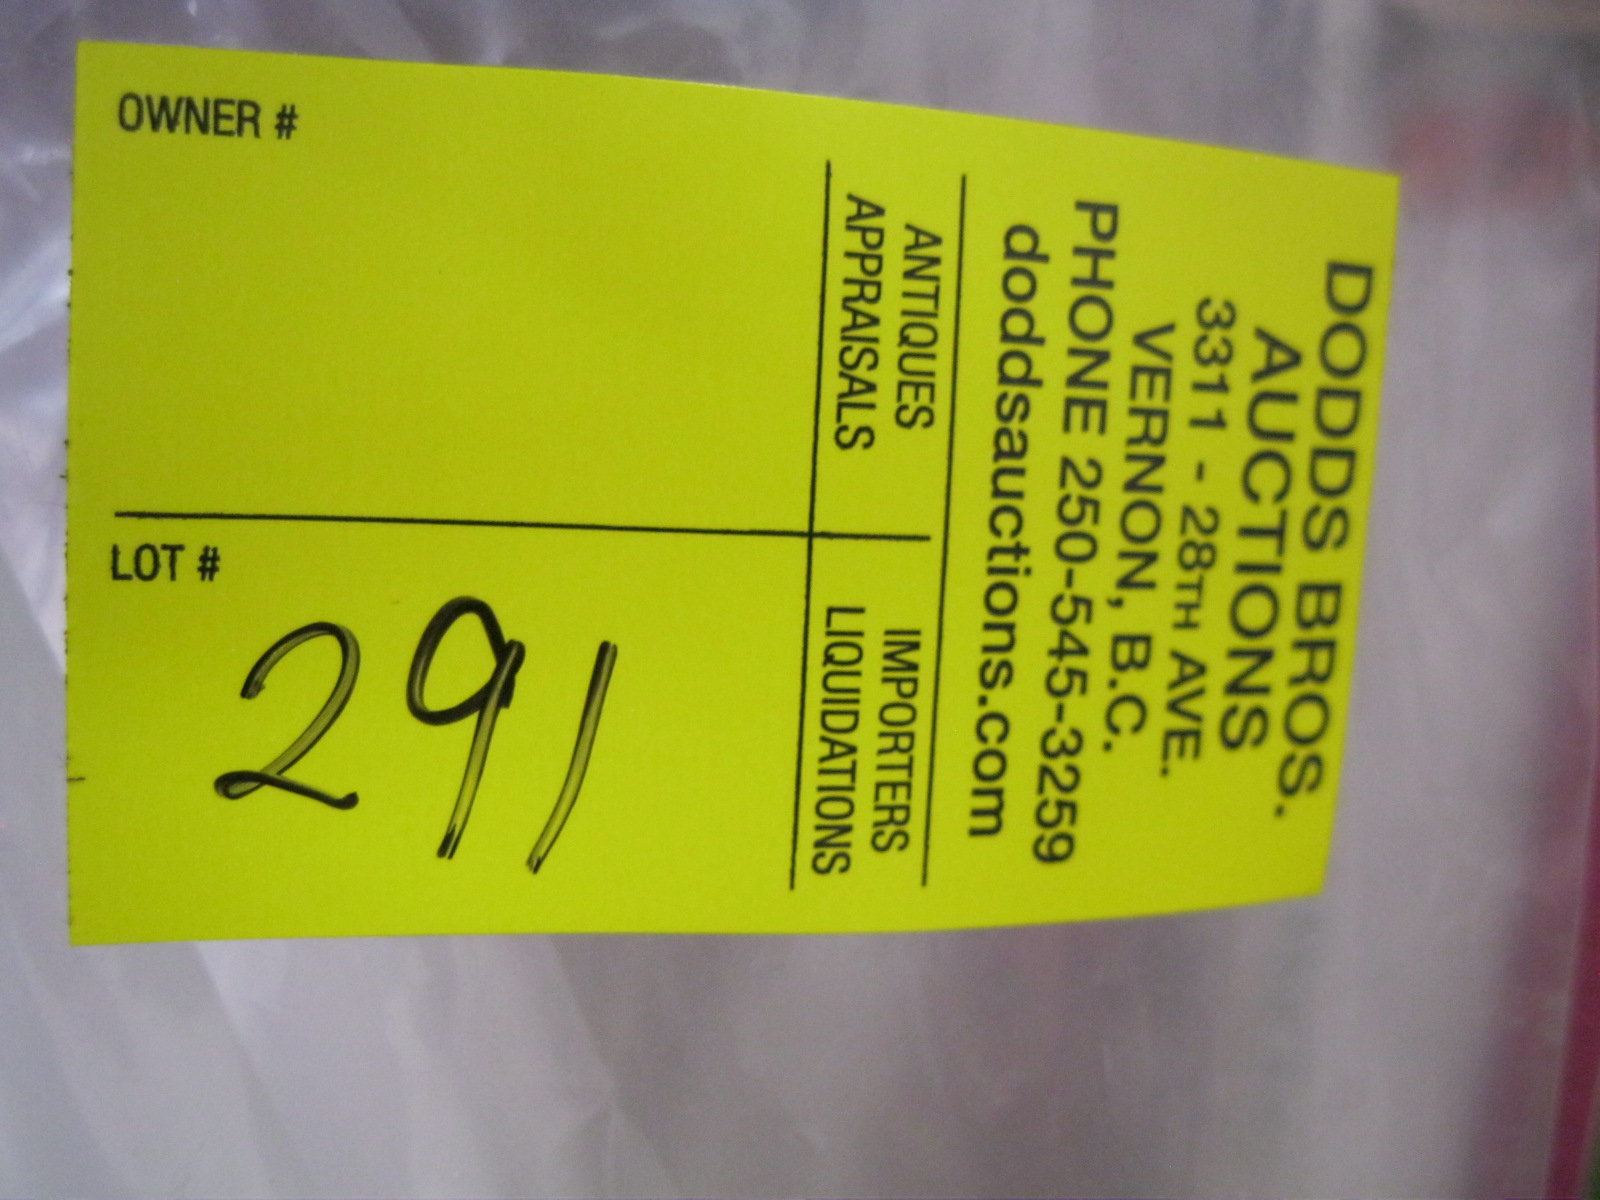 DODDS BROS.
AUCTIONS
3311 - 28TH AVE.
VERNON, B.C.
PHONE 250-545-3259
doddsauctions.com
ANTIQUES
APPRAISALS
IMPORTERS
LIQUIDATIONS
OWNER #
LOT #
291